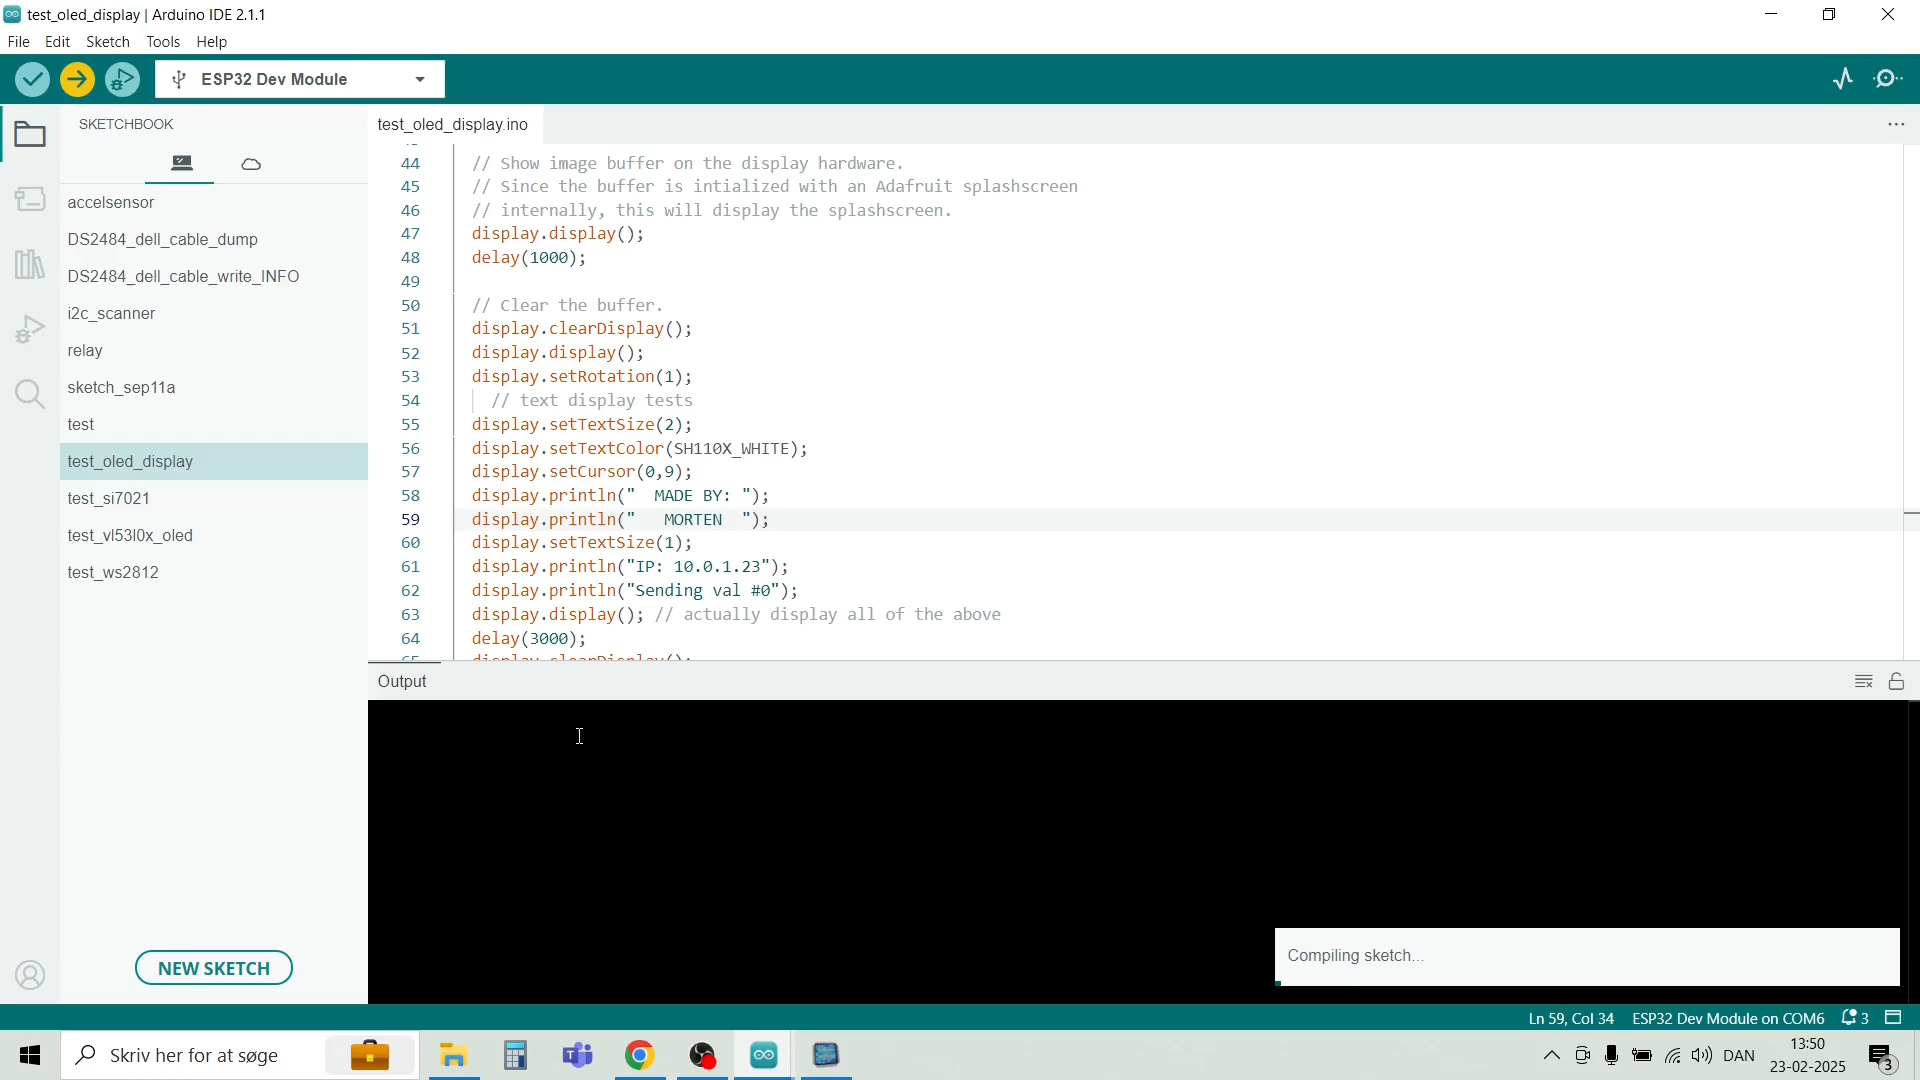 test_oled_display | Arduino IDE 2.1.1
File Edit Sketch Tools Help
ESP32 Dev Module
SKETCHBOOK
accelsensor
DS2484_dell_cable_dump
DS2484_dell_cable_write_INFO
i2c_scanner
relay
sketch_sep11a
test
test_oled_display
test_si7021
test_vl53l0x_oled
test_ws2812
NEW SKETCH
test_oled_display.ino
44 // Show image buffer on the display hardware.
45 // Since the buffer is intialized with an Adafruit splashscreen
46 // internally, this will display the splashscreen.
47 display.display();
48 delay(1000);
49
50 // Clear the buffer.
51 display.clearDisplay();
52 display.display();
53 display.setRotation(1);
54 // text display tests
55 display.setTextSize(2);
56 display.setTextColor(SH110X_WHITE);
57 display.setCursor(0,9);
58 display.println("  MADE BY: ");
59 display.println("   MORTEN  ");
60 display.setTextSize(1);
61 display.println("IP: 10.0.1.23");
62 display.println("Sending val #0");
63 display.display(); // actually display all of the above
64 delay(3000);
Output
Compiling sketch...
Ln 59, Col 34 ESP32 Dev Module on COM6 3
Skriv her for at søge
DAN
13:50
23-02-2025
3